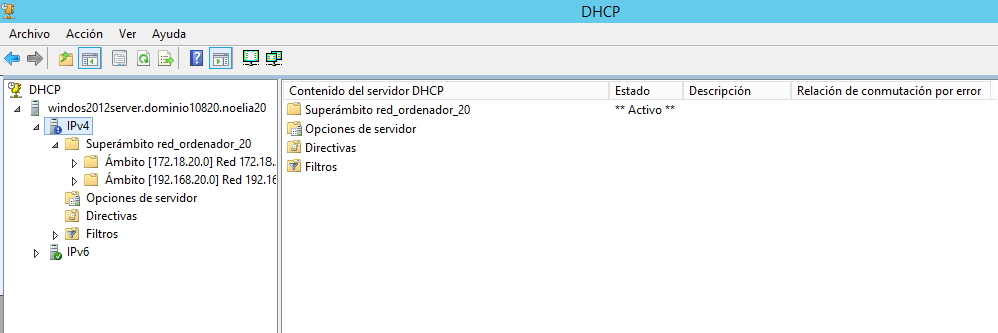 DHCP
Archivo Acción Ver Ayuda
DHCP
windos2012server.dominio10820.noelia20
IPv4
Superámbito red_ordenador_20
Ámbito [172.18.20.0] Red 172.18..
Ámbito [192.168.20.0] Red 192.16
Opciones de servidor
Directivas
Filtros
IPv6
Contenido del servidor DHCP Estado Descripción Relación de conmutación por error
Superámbito red_ordenador_20 ** Activo **
Opciones de servidor
Directivas
Filtros